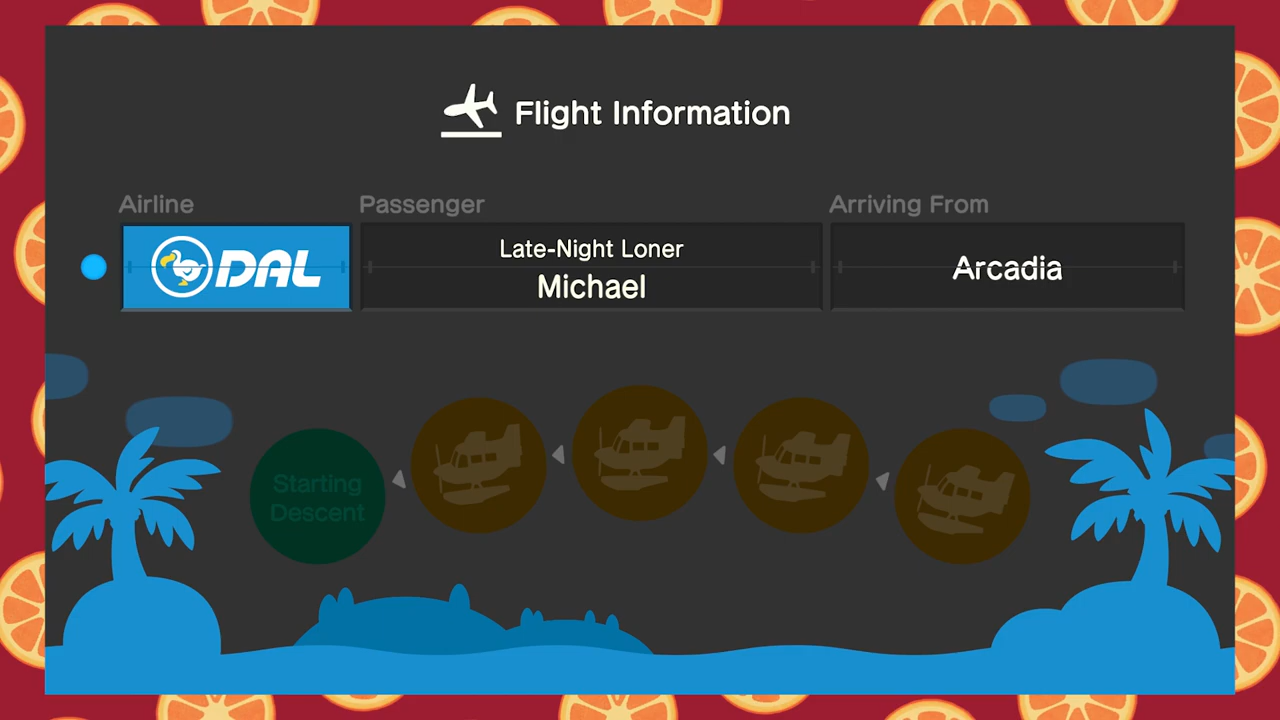 Flight Information
Airline
Passenger
Arriving From
DAL
Late-Night Loner
Michael
Arcadia
Starting
Descent